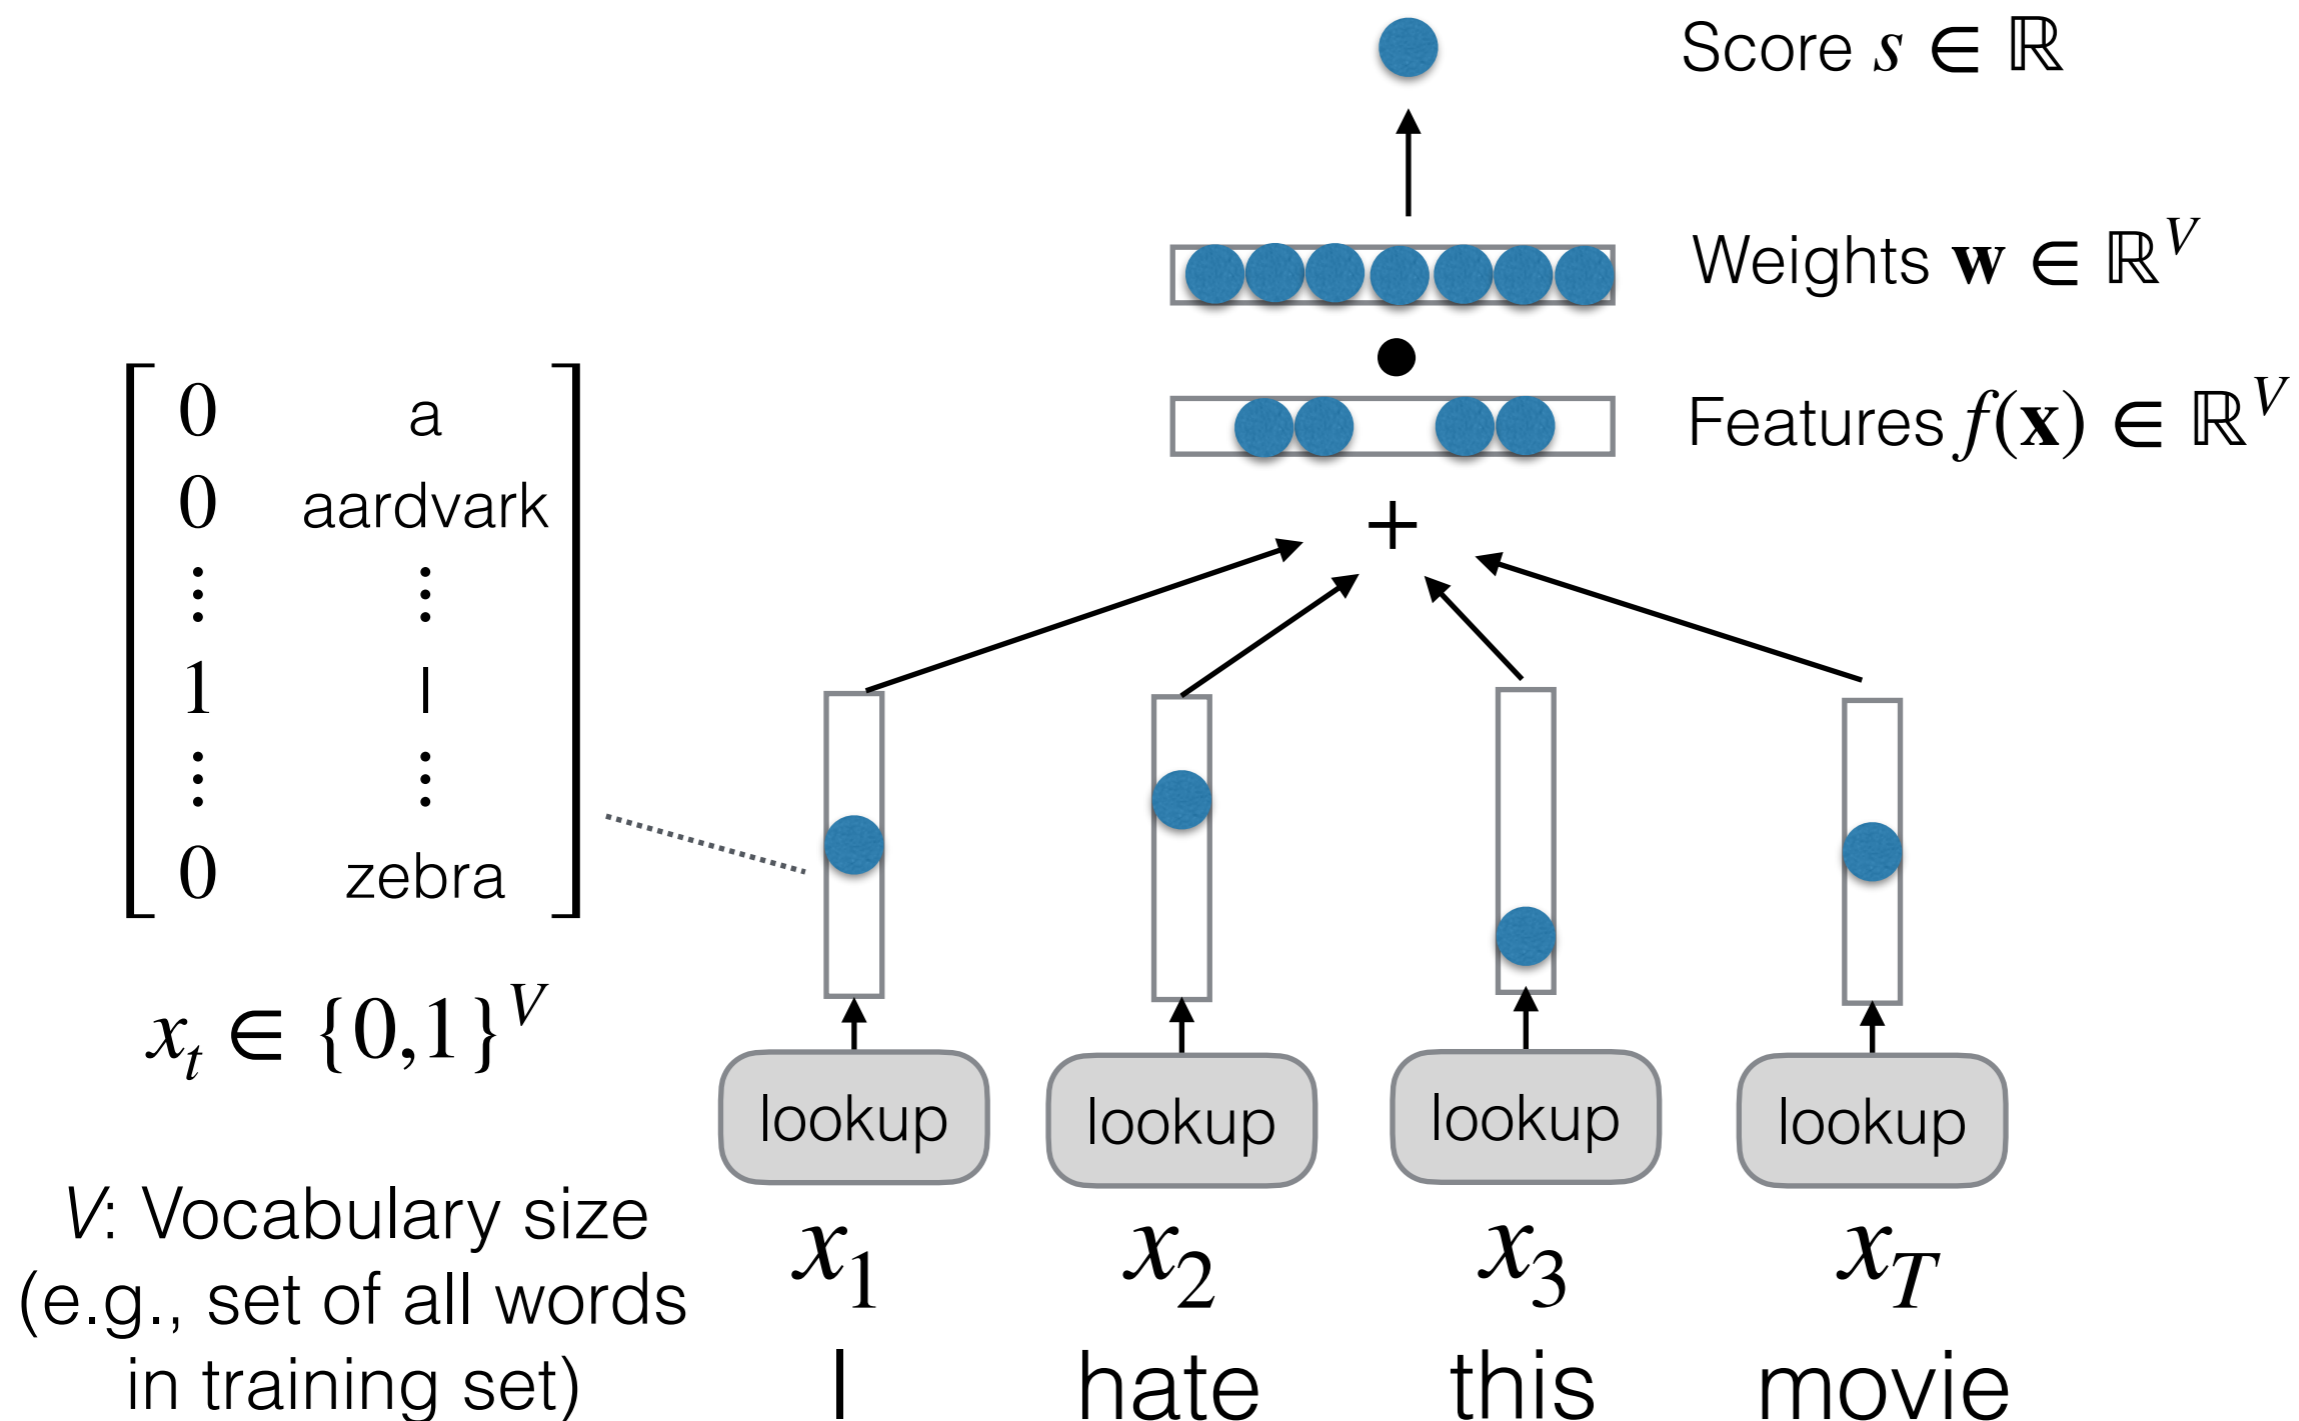 Score s ∈ ℝ
Weights w ∈ ℝ^V
•
Features f(x) ∈ ℝ^V
+
0 a
0 aardvark
⋮ ⋮
1 I
⋮ ⋮
0 zebra
x_t ∈ {0,1}^V
V: Vocabulary size
(e.g., set of all words
in training set)
lookup lookup lookup lookup
x_1 x_2 x_3 x_T
I hate this movie